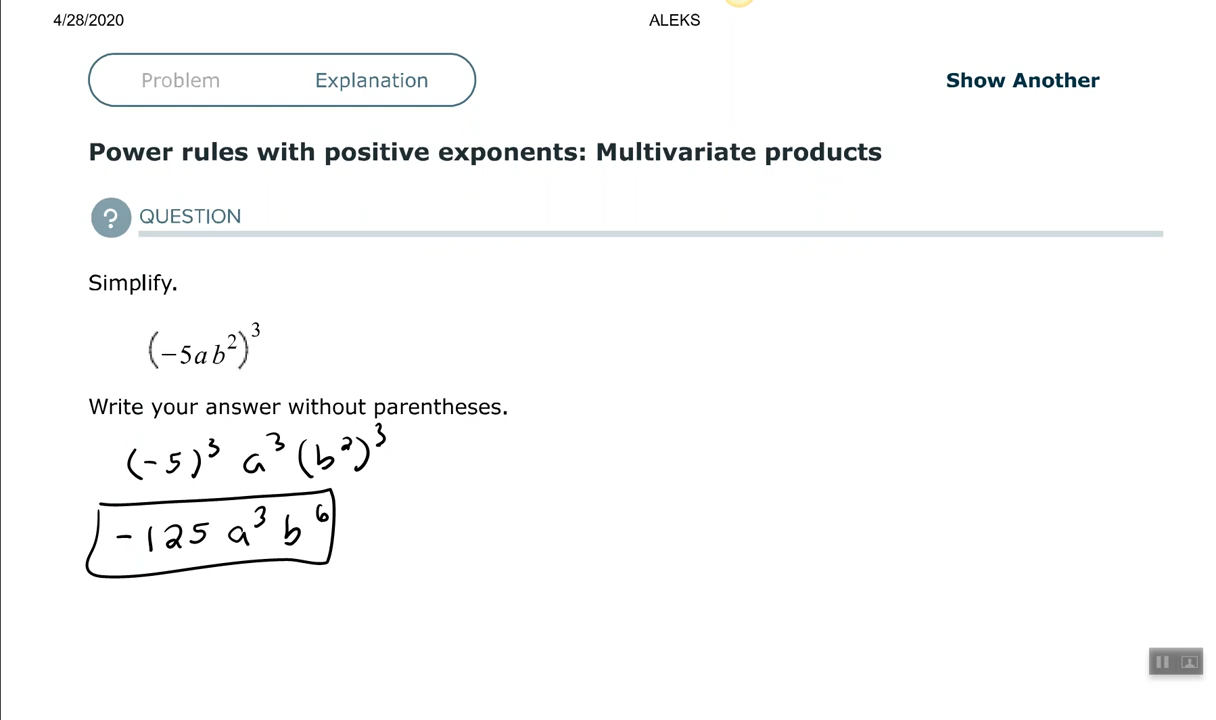 4/28/2020 ALEKS
Problem Explanation Show Another
Power rules with positive exponents: Multivariate products
? QUESTION
Simplify.
(−5ab²)³
Write your answer without parentheses.
(-5)³ a³ (b²)³
-125 a³ b⁶